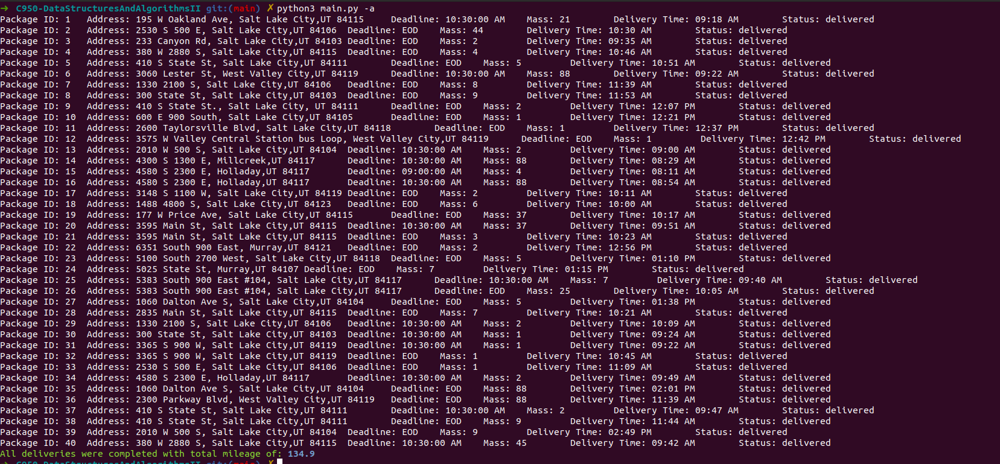 ➜ C950-DataStructuresAndAlgorithmsII git:(main) ✗ python3 main.py -a
Package ID: 1 Address: 195 W Oakland Ave, Salt Lake City,UT 84115 Deadline: 10:30:00 AM Mass: 21 Delivery Time: 09:18 AM Status: delivered
Package ID: 2 Address: 2530 S 500 E, Salt Lake City,UT 84106 Deadline: EOD Mass: 44 Delivery Time: 10:30 AM Status: delivered
Package ID: 3 Address: 233 Canyon Rd, Salt Lake City,UT 84103 Deadline: EOD Mass: 2 Delivery Time: 09:35 AM Status: delivered
Package ID: 4 Address: 380 W 2880 S, Salt Lake City,UT 84115 Deadline: EOD Mass: 4 Delivery Time: 10:46 AM Status: delivered
Package ID: 5 Address: 410 S State St, Salt Lake City,UT 84111 Deadline: EOD Mass: 5 Delivery Time: 10:51 AM Status: delivered
Package ID: 6 Address: 3060 Lester St, West Valley City,UT 84119 Deadline: 10:30:00 AM Mass: 88 Delivery Time: 09:22 AM Status: delivered
Package ID: 7 Address: 1330 2100 S, Salt Lake City,UT 84106 Deadline: EOD Mass: 8 Delivery Time: 11:39 AM Status: delivered
Package ID: 8 Address: 300 State St, Salt Lake City,UT 84103 Deadline: EOD Mass: 9 Delivery Time: 11:53 AM Status: delivered
Package ID: 9 Address: 410 S State St., Salt Lake City, UT 84111 Deadline: EOD Mass: 2 Delivery Time: 12:07 PM Status: delivered
Package ID: 10 Address: 600 E 900 South, Salt Lake City,UT 84105 Deadline: EOD Mass: 1 Delivery Time: 12:21 PM Status: delivered
Package ID: 11 Address: 2600 Taylorsville Blvd, Salt Lake City,UT 84118 Deadline: EOD Mass: 1 Delivery Time: 12:37 PM Status: delivered
Package ID: 12 Address: 3575 W Valley Central Station bus Loop, West Valley City,UT 84119 Deadline: EOD Mass: 1 Delivery Time: 12:42 PM Status: delivered
Package ID: 13 Address: 2010 W 500 S, Salt Lake City,UT 84104 Deadline: 10:30:00 AM Mass: 2 Delivery Time: 09:00 AM Status: delivered
Package ID: 14 Address: 4300 S 1300 E, Millcreek,UT 84117 Deadline: 10:30:00 AM Mass: 88 Delivery Time: 08:29 AM Status: delivered
Package ID: 15 Address: 4580 S 2300 E, Holladay,UT 84117 Deadline: 09:00:00 AM Mass: 4 Delivery Time: 08:11 AM Status: delivered
Package ID: 16 Address: 4580 S 2300 E, Holladay,UT 84117 Deadline: 10:30:00 AM Mass: 88 Delivery Time: 08:54 AM Status: delivered
Package ID: 17 Address: 3148 S 1100 W, Salt Lake City,UT 84119 Deadline: EOD Mass: 2 Delivery Time: 10:11 AM Status: delivered
Package ID: 18 Address: 1488 4800 S, Salt Lake City,UT 84123 Deadline: EOD Mass: 6 Delivery Time: 10:00 AM Status: delivered
Package ID: 19 Address: 177 W Price Ave, Salt Lake City,UT 84115 Deadline: EOD Mass: 37 Delivery Time: 10:17 AM Status: delivered
Package ID: 20 Address: 3595 Main St, Salt Lake City,UT 84115 Deadline: 10:30:00 AM Mass: 37 Delivery Time: 09:51 AM Status: delivered
Package ID: 21 Address: 3595 Main St, Salt Lake City,UT 84115 Deadline: EOD Mass: 3 Delivery Time: 10:23 AM Status: delivered
Package ID: 22 Address: 6351 South 900 East, Murray,UT 84121 Deadline: EOD Mass: 2 Delivery Time: 12:56 PM Status: delivered
Package ID: 23 Address: 5100 South 2700 West, Salt Lake City,UT 84118 Deadline: EOD Mass: 5 Delivery Time: 01:10 PM Status: delivered
Package ID: 24 Address: 5025 State St, Murray,UT 84107 Deadline: EOD Mass: 7 Delivery Time: 01:15 PM Status: delivered
Package ID: 25 Address: 5383 South 900 East #104, Salt Lake City,UT 84117 Deadline: 10:30:00 AM Mass: 7 Delivery Time: 09:40 AM Status: delivered
Package ID: 26 Address: 5383 South 900 East #104, Salt Lake City,UT 84117 Deadline: EOD Mass: 25 Delivery Time: 10:05 AM Status: delivered
Package ID: 27 Address: 1060 Dalton Ave S, Salt Lake City,UT 84104 Deadline: EOD Mass: 5 Delivery Time: 01:38 PM Status: delivered
Package ID: 28 Address: 2835 Main St, Salt Lake City,UT 84115 Deadline: EOD Mass: 7 Delivery Time: 10:21 AM Status: delivered
Package ID: 29 Address: 1330 2100 S, Salt Lake City,UT 84106 Deadline: 10:30:00 AM Mass: 2 Delivery Time: 10:09 AM Status: delivered
Package ID: 30 Address: 300 State St, Salt Lake City,UT 84103 Deadline: 10:30:00 AM Mass: 1 Delivery Time: 09:24 AM Status: delivered
Package ID: 31 Address: 3365 S 900 W, Salt Lake City,UT 84119 Deadline: 10:30:00 AM Mass: 1 Delivery Time: 09:22 AM Status: delivered
Package ID: 32 Address: 3365 S 900 W, Salt Lake City,UT 84119 Deadline: EOD Mass: 1 Delivery Time: 10:45 AM Status: delivered
Package ID: 33 Address: 2530 S 500 E, Salt Lake City,UT 84106 Deadline: EOD Mass: 1 Delivery Time: 11:09 AM Status: delivered
Package ID: 34 Address: 4580 S 2300 E, Holladay,UT 84117 Deadline: 10:30:00 AM Mass: 2 Delivery Time: 09:49 AM Status: delivered
Package ID: 35 Address: 1060 Dalton Ave S, Salt Lake City,UT 84104 Deadline: EOD Mass: 88 Delivery Time: 02:01 PM Status: delivered
Package ID: 36 Address: 2300 Parkway Blvd, West Valley City,UT 84119 Deadline: EOD Mass: 88 Delivery Time: 11:39 AM Status: delivered
Package ID: 37 Address: 410 S State St, Salt Lake City,UT 84111 Deadline: 10:30:00 AM Mass: 2 Delivery Time: 09:47 AM Status: delivered
Package ID: 38 Address: 410 S State St, Salt Lake City,UT 84111 Deadline: EOD Mass: 9 Delivery Time: 11:44 AM Status: delivered
Package ID: 39 Address: 2010 W 500 S, Salt Lake City,UT 84104 Deadline: EOD Mass: 9 Delivery Time: 02:49 PM Status: delivered
Package ID: 40 Address: 380 W 2880 S, Salt Lake City,UT 84115 Deadline: 10:30:00 AM Mass: 45 Delivery Time: 09:42 AM Status: delivered
All deliveries were completed with total mileage of: 134.9
➜ C950-DataStructuresAndAlgorithmsII git:(main) ✗